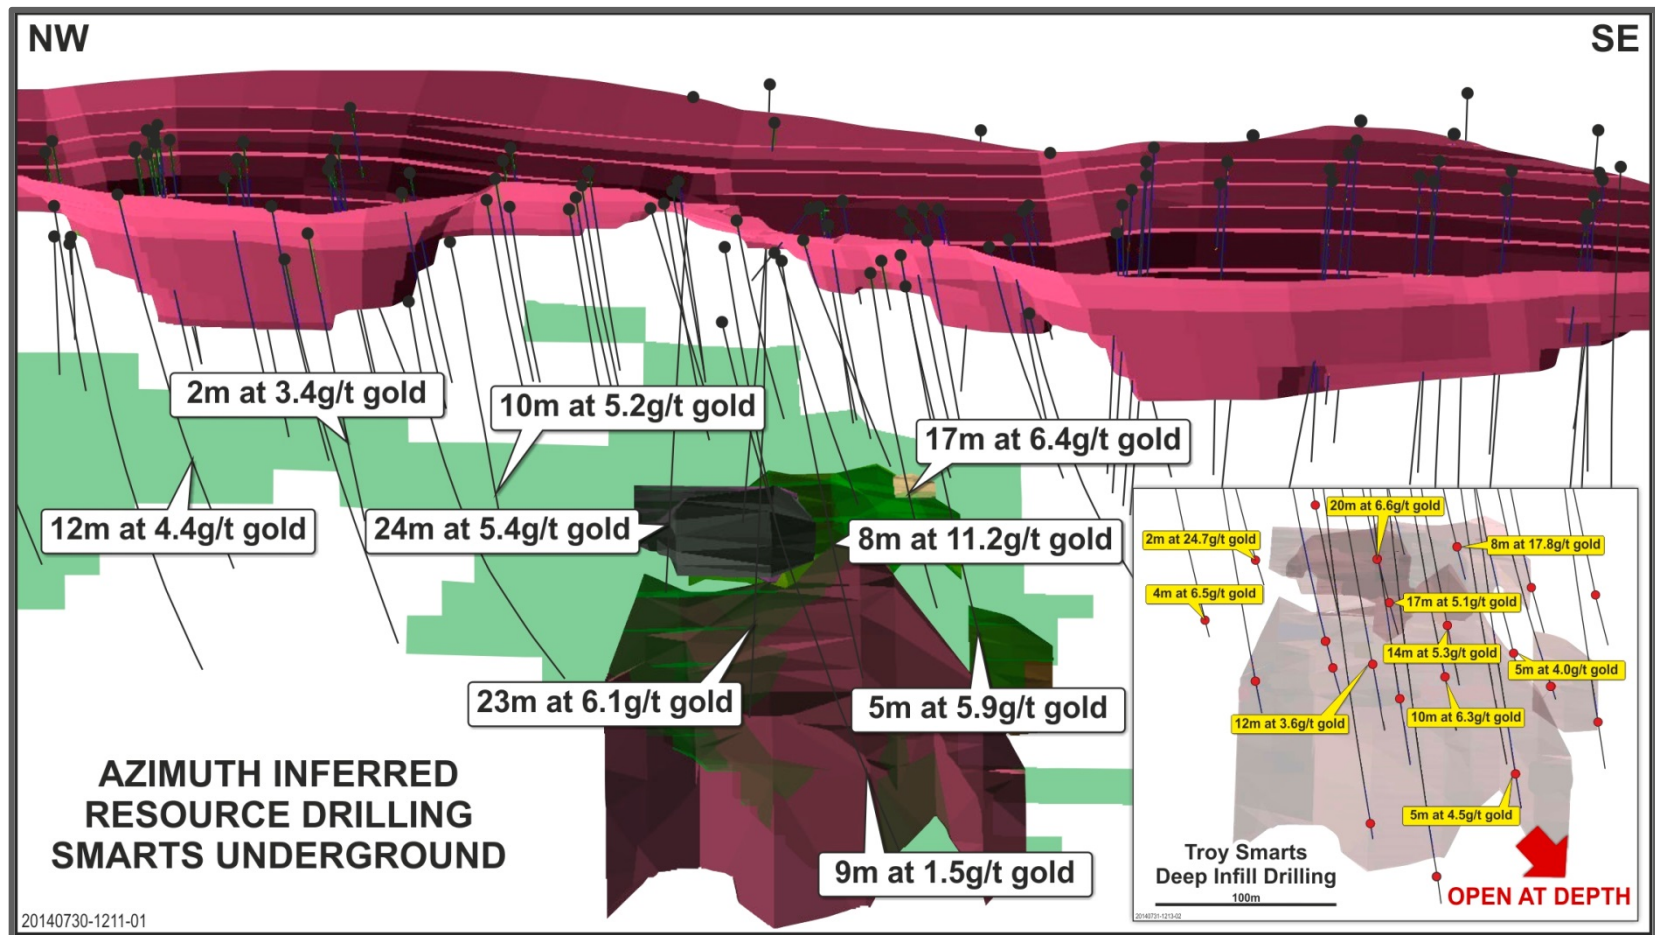 NW
SE
2m at 3.4g/t gold
10m at 5.2g/t gold
17m at 6.4g/t gold
12m at 4.4g/t gold
24m at 5.4g/t gold
8m at 11.2g/t gold
23m at 6.1g/t gold
5m at 5.9g/t gold
9m at 1.5g/t gold
AZIMUTH INFERRED
RESOURCE DRILLING
SMARTS UNDERGROUND
20140730-1211-01
20m at 6.6g/t gold
2m at 24.7g/t gold
8m at 17.8g/t gold
4m at 6.5g/t gold
17m at 5.1g/t gold
14m at 5.3g/t gold
5m at 4.0g/t gold
12m at 3.6g/t gold
10m at 6.3g/t gold
5m at 4.5g/t gold
Troy Smarts
Deep Infill Drilling
100m
OPEN AT DEPTH
20140731-1213-02